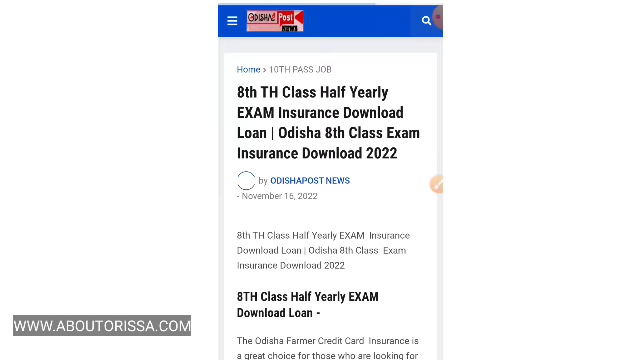 ODISHA Post
NEWS
Home > 10TH PASS JOB
8th TH Class Half Yearly
EXAM Insurance Download
Loan | Odisha 8th Class Exam
Insurance Download 2022
by ODISHAPOST NEWS
- November 16, 2022
8th TH Class Half Yearly EXAM Insurance
Download Loan | Odisha 8th Class Exam
Insurance Download 2022
8TH Class Half Yearly EXAM
Download Loan -
The Odisha Farmer Credit Card Insurance is
a great choice for those who are looking for
WWW.ABOUTORISSA.COM